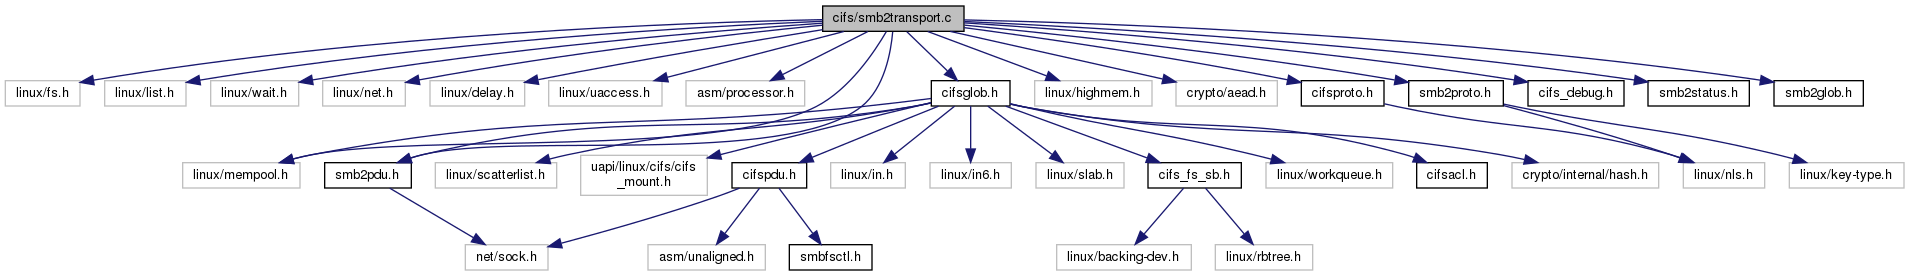 cifs/smb2transport.c
linux/fs.h
linux/list.h
linux/wait.h
linux/net.h
linux/delay.h
linux/uaccess.h
asm/processor.h
cifsglob.h
linux/highmem.h
crypto/aead.h
cifsproto.h
smb2proto.h
cifs_debug.h
smb2status.h
smb2glob.h
linux/mempool.h
smb2pdu.h
linux/scatterlist.h
uapi/linux/cifs/cifs
_mount.h
cifspdu.h
linux/in.h
linux/in6.h
linux/slab.h
cifs_fs_sb.h
linux/workqueue.h
cifsacl.h
crypto/internal/hash.h
linux/nls.h
linux/key-type.h
net/sock.h
asm/unaligned.h
smbfsctl.h
linux/backing-dev.h
linux/rbtree.h